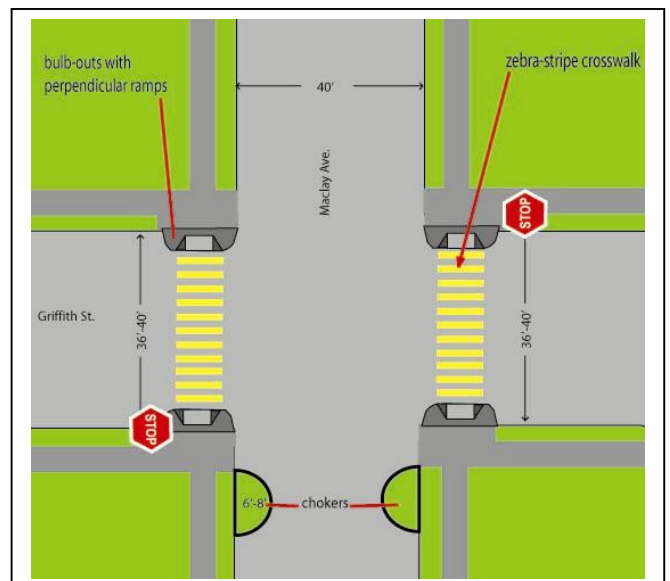 bulb-outs with
perpendicular ramps
zebra-stripe crosswalk
40'
Maclay Ave.
STOP
Griffith St.
36'-40'
36'-40'
STOP
6'-8'
chokers